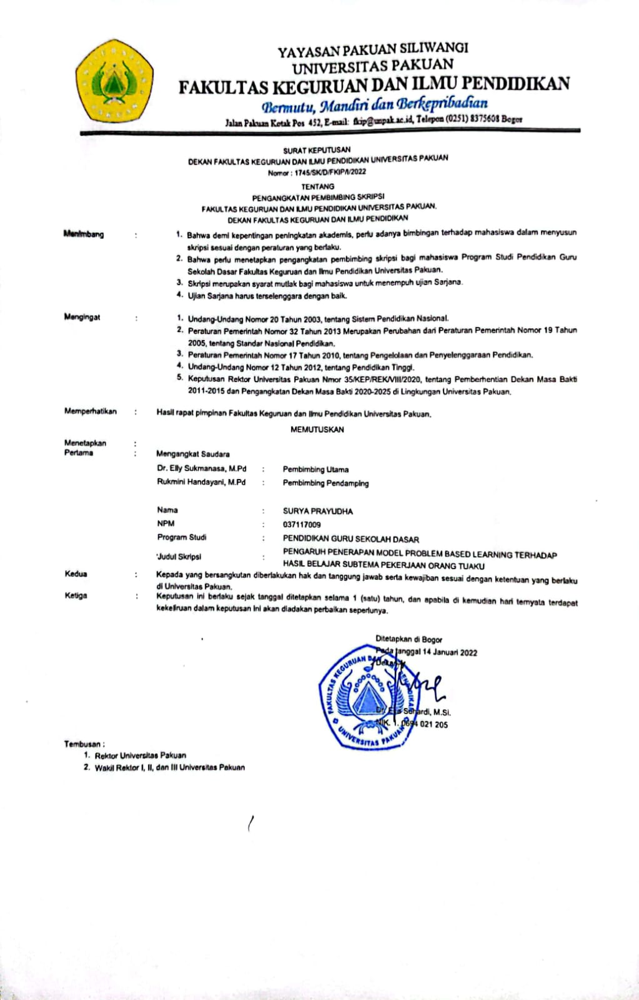 YAYASAN PAKUAN SILIWANGI
UNIVERSITAS PAKUAN
FAKULTAS KEGURUAN DAN ILMU PENDIDIKAN
Bermutu, Mandiri dan Berkepribadian
Jalan Pakuan Kotak Pos 452, E-mail: fkip@unpak.ac.id, Telepon (0251) 8375608 Bogor
SURAT KEPUTUSAN
DEKAN FAKULTAS KEGURUAN DAN ILMU PENDIDIKAN UNIVERSITAS PAKUAN
Nomor : 1745/SK/D/FKIP/I/2022
TENTANG
PENGANGKATAN PEMBIMBING SKRIPSI
FAKULTAS KEGURUAN DAN ILMU PENDIDIKAN UNIVERSITAS PAKUAN.
DEKAN FAKULTAS KEGURUAN DAN ILMU PENDIDIKAN
Menimbang : 1. Bahwa demi kepentingan peningkatan akademis, perlu adanya bimbingan terhadap mahasiswa dalam menyusun
skripsi sesuai dengan peraturan yang berlaku.
2. Bahwa perlu menetapkan pengangkatan pembimbing skripsi bagi mahasiswa Program Studi Pendidikan Guru
Sekolah Dasar Fakultas Keguruan dan Ilmu Pendidikan Universitas Pakuan.
3. Skripsi merupakan syarat mutlak bagi mahasiswa untuk menempuh ujian Sarjana.
4. Ujian Sarjana harus terselenggara dengan baik.
Mengingat : 1. Undang-Undang Nomor 20 Tahun 2003, tentang Sistem Pendidikan Nasional.
2. Peraturan Pemerintah Nomor 32 Tahun 2013 Merupakan Perubahan dari Peraturan Pemerintah Nomor 19 Tahun
2005, tentang Standar Nasional Pendidikan.
3. Peraturan Pemerintah Nomor 17 Tahun 2010, tentang Pengelolaan dan Penyelenggaraan Pendidikan.
4. Undang-Undang Nomor 12 Tahun 2012, tentang Pendidikan Tinggi.
5. Keputusan Rektor Universitas Pakuan Nmor 35/KEP/REK/VIII/2020, tentang Pemberhentian Dekan Masa Bakti
2011-2015 dan Pengangkatan Dekan Masa Bakti 2020-2025 di Lingkungan Universitas Pakuan.
Memperhatikan : Hasil rapat pimpinan Fakultas Keguruan dan Ilmu Pendidikan Universitas Pakuan.
MEMUTUSKAN
Menetapkan :
Pertama : Mengangkat Saudara
Dr. Elly Sukmanasa, M.Pd : Pembimbing Utama
Rukmini Handayani, M.Pd : Pembimbing Pendamping
Nama : SURYA PRAYUDHA
NPM : 037117009
Program Studi : PENDIDIKAN GURU SEKOLAH DASAR
Judul Skripsi : PENGARUH PENERAPAN MODEL PROBLEM BASED LEARNING TERHADAP
HASIL BELAJAR SUBTEMA PEKERJAAN ORANG TUAKU
Kedua : Kepada yang bersangkutan diberlakukan hak dan tanggung jawab serta kewajiban sesuai dengan ketentuan yang berlaku
di Universitas Pakuan.
Ketiga : Keputusan ini berlaku sejak tanggal ditetapkan selama 1 (satu) tahun, dan apabila di kemudian hari ternyata terdapat
kekeliruan dalam keputusan ini akan diadakan perbaikan seperlunya.
Ditetapkan di Bogor
Pada tanggal 14 Januari 2022
Dekan
FAKULTAS KEGURUAN DAN ILMU PENDIDIKAN
UNIVERSITAS PAKUAN
Suhardi, M.Si.
NIK. 1. 0694 021 205
Tembusan :
1. Rektor Universitas Pakuan
2. Wakil Rektor I, II, dan III Universitas Pakuan